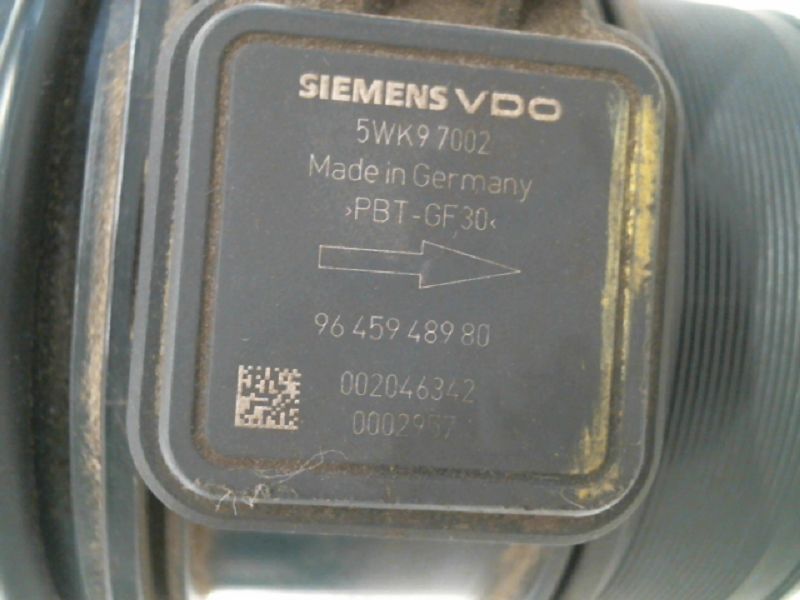 SIEMENS VDO
5WK9 7002
Made in Germany
›PBT-GF30‹
96 459 489 80
002046342